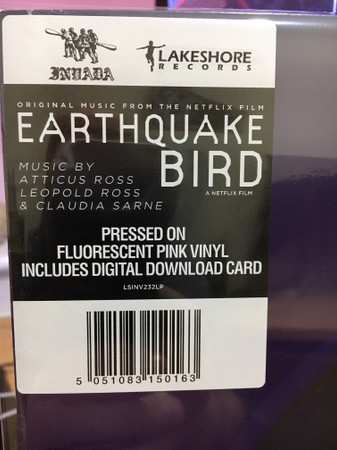 INVADA
LAKESHORE
RECORDS
ORIGINAL MUSIC FROM THE NETFLIX FILM
EARTHQUAKE
BIRD
A NETFLIX FILM
MUSIC BY
ATTICUS ROSS
LEOPOLD ROSS
& CLAUDIA SARNE
PRESSED ON
FLUORESCENT PINK VINYL
INCLUDES DIGITAL DOWNLOAD CARD
LSINV232LP
5 051083 150163